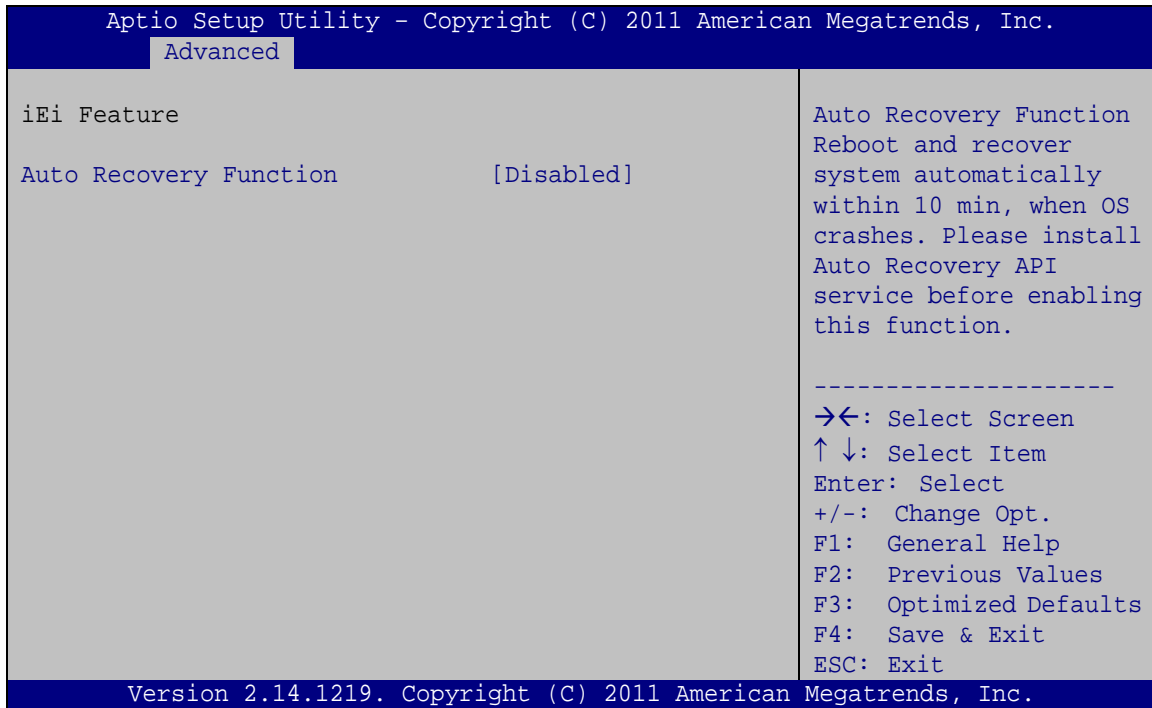 Aptio Setup Utility – Copyright (C) 2011 American Megatrends, Inc.
Advanced
iEi Feature
Auto Recovery Function [Disabled]
Auto Recovery Function
Reboot and recover
system automatically
within 10 min, when OS
crashes. Please install
Auto Recovery API
service before enabling
this function.
---------------------
→←: Select Screen
↑ ↓: Select Item
Enter: Select
+/-: Change Opt.
F1: General Help
F2: Previous Values
F3: Optimized Defaults
F4: Save & Exit
ESC: Exit
Version 2.14.1219. Copyright (C) 2011 American Megatrends, Inc.